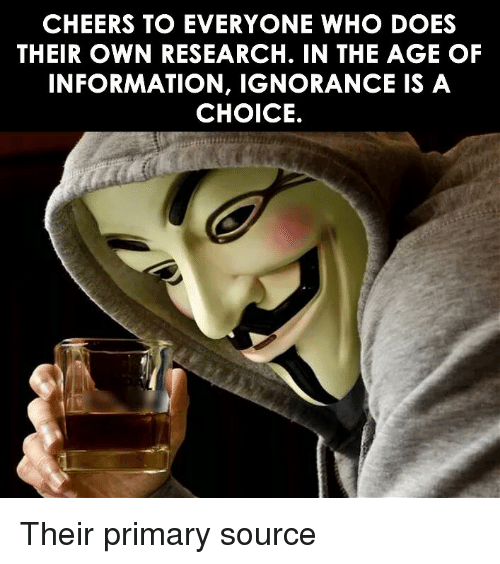 CHEERS TO EVERYONE WHO DOES
THEIR OWN RESEARCH. IN THE AGE OF
INFORMATION, IGNORANCE IS A
CHOICE.
Their primary source